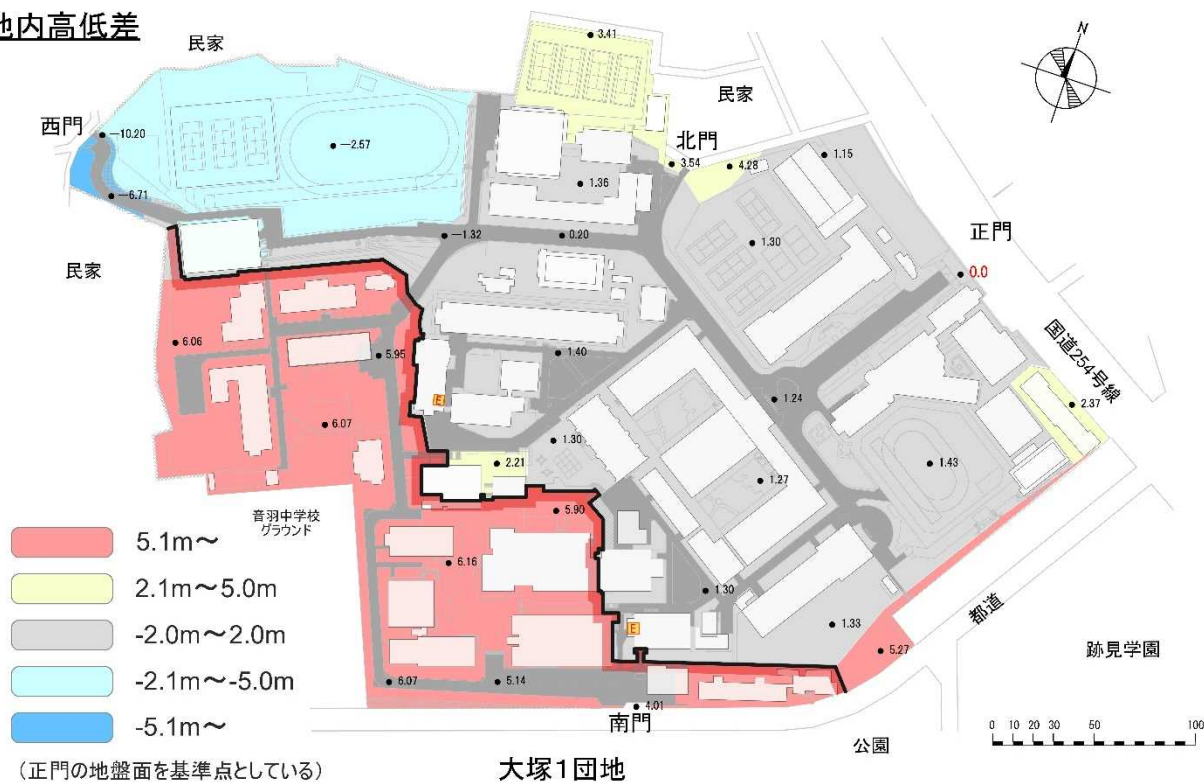 地内高低差
民家
3.41
N
民家
西門
-10.20
北門
-2.57
3.54
4.28
1.15
1.36
-6.71
正門
-1.32
0.20
1.30
民家
0.0
国道254号線
6.06
5.95
1.40
2.37
E
1.24
6.07
1.30
2.21
1.43
1.27
音羽中学校
グラウンド
5.90
5.1m~
6.16
2.1m~5.0m
1.30
都道
-2.0m~2.0m
E
1.33
跡見学園
5.27
-2.1m~-5.0m
6.07
5.14
4.01
南門
-5.1m~
0 10 20 30 50 100
公園
(正門の地盤面を基準点としている)
大塚1団地